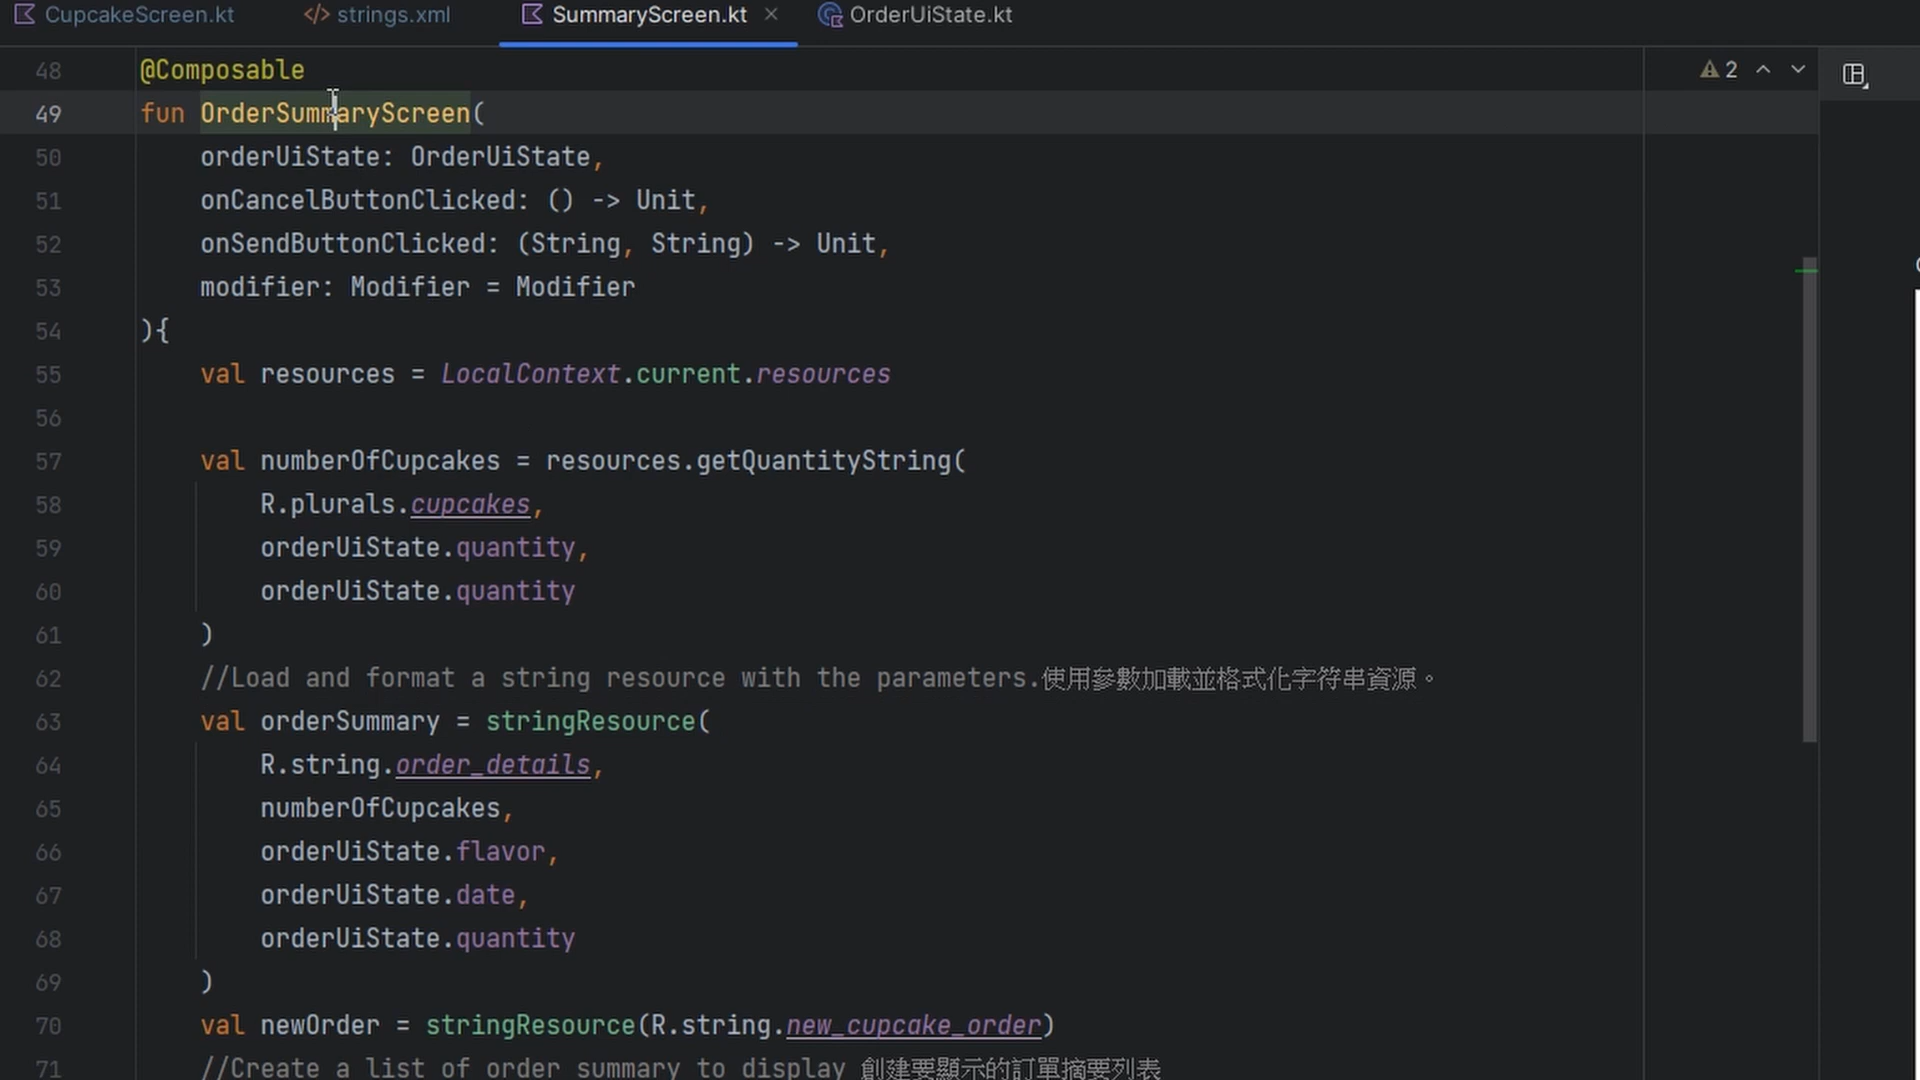 CupcakeScreen.kt </> strings.xml SummaryScreen.kt × OrderUiState.kt
48 @Composable 2
49 fun OrderSummaryScreen(
50 orderUiState: OrderUiState,
51 onCancelButtonClicked: () -> Unit,
52 onSendButtonClicked: (String, String) -> Unit,
53 modifier: Modifier = Modifier
54 ){
55 val resources = LocalContext.current.resources
56
57 val numberOfCupcakes = resources.getQuantityString(
58 R.plurals.cupcakes,
59 orderUiState.quantity,
60 orderUiState.quantity
61 )
62 //Load and format a string resource with the parameters.使用參數加載並格式化字符串資源。
63 val orderSummary = stringResource(
64 R.string.order_details,
65 numberOfCupcakes,
66 orderUiState.flavor,
67 orderUiState.date,
68 orderUiState.quantity
69 )
70 val newOrder = stringResource(R.string.new_cupcake_order)
71 //Create a list of order summary to display 創建要顯示的訂單摘要列表